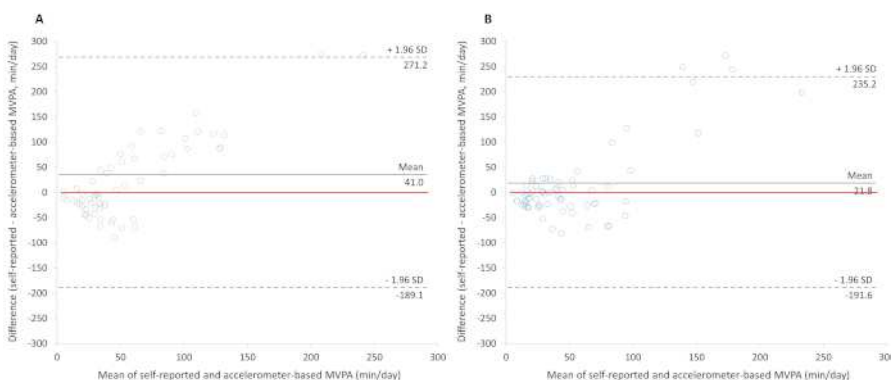 A
Difference (self-reported - accelerometer-based MVPA, min/day)
300
250
200
150
100
50
0
-50
-100
-150
-200
-250
-300
+ 1.96 SD
271.2
Mean
41.0
- 1.96 SD
-189.1
0 50 100 150 200 250 300
Mean of self-reported and accelerometer-based MVPA (min/day)
B
Difference (self-reported - accelerometer-based MVPA, min/day)
300
250
200
150
100
50
0
-50
-100
-150
-200
-250
-300
+ 1.96 SD
235.2
Mean
21.8
- 1.96 SD
-191.6
0 50 100 150 200 250 300
Mean of self-reported and accelerometer-based MVPA (min/day)